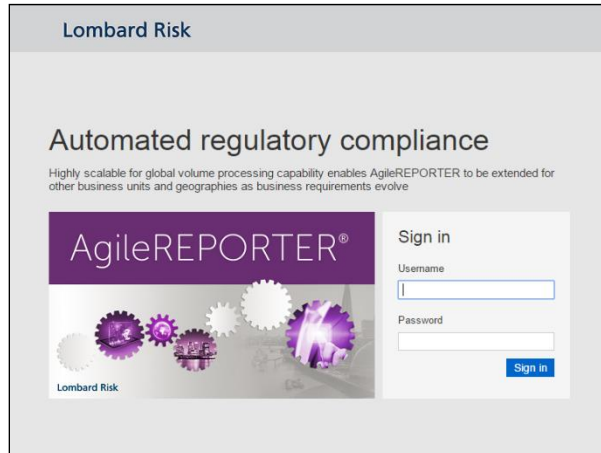 Lombard Risk
Automated regulatory compliance
Highly scalable for global volume processing capability enables AgileREPORTER to be extended for
other business units and geographies as business requirements evolve
AgileREPORTER®
Lombard Risk
Sign in
Username
Password
Sign in